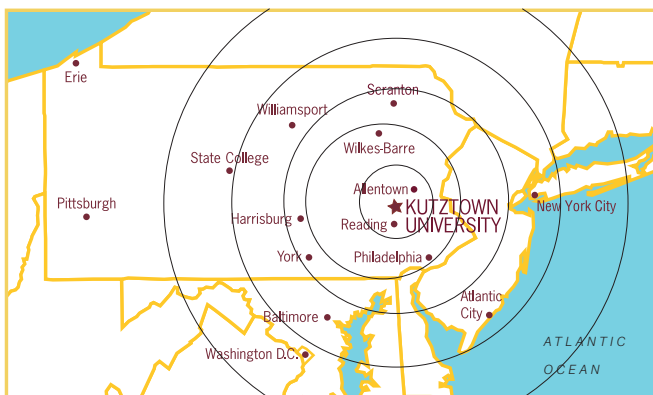 Erie
Scranton
Williamsport
Wilkes-Barre
State College
Allentown
Pittsburgh
KUTZTOWN
UNIVERSITY
New York City
Harrisburg
Reading
York
Philadelphia
Atlantic
City
Baltimore
Washington D.C.
ATLANTIC
OCEAN